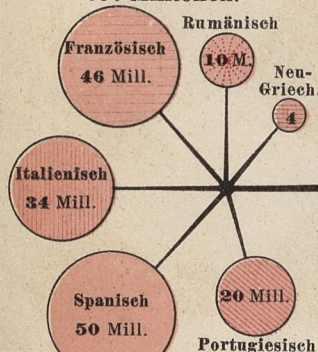 Rumänisch
Französisch
46 Mill.
10 M.
Neu-
Griech.
4
Italienisch
34 Mill.
Spanisch
50 Mill.
20 Mill.
Portugiesisch